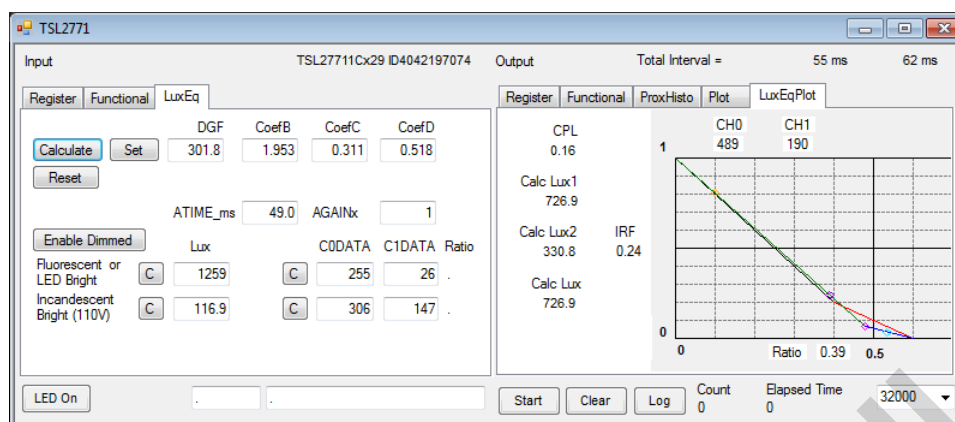 TSL2771
Input TSL27711Cx29 ID4042197074 Output Total Interval = 55 ms 62 ms
Register Functional LuxEq
DGF CoefB CoefC CoefD
Calculate Set 301.8 1.953 0.311 0.518
Reset
ATIME_ms 49.0 AGAINx 1
Enable Dimmed Lux C0DATA C1DATA Ratio
Fluorescent or
LED Bright C 1259 C 255 26 .
Incandescent
Bright (110V) C 116.9 C 306 147 .
LED On . .
Register Functional ProxHisto Plot LuxEqPlot
CPL CH0 CH1
0.16 489 190
Calc Lux1
726.9
Calc Lux2 IRF
330.8 0.24
Calc Lux
726.9
1
0
0 Ratio 0.39 0.5
Start Clear Log Count Elapsed Time 32000
0 0